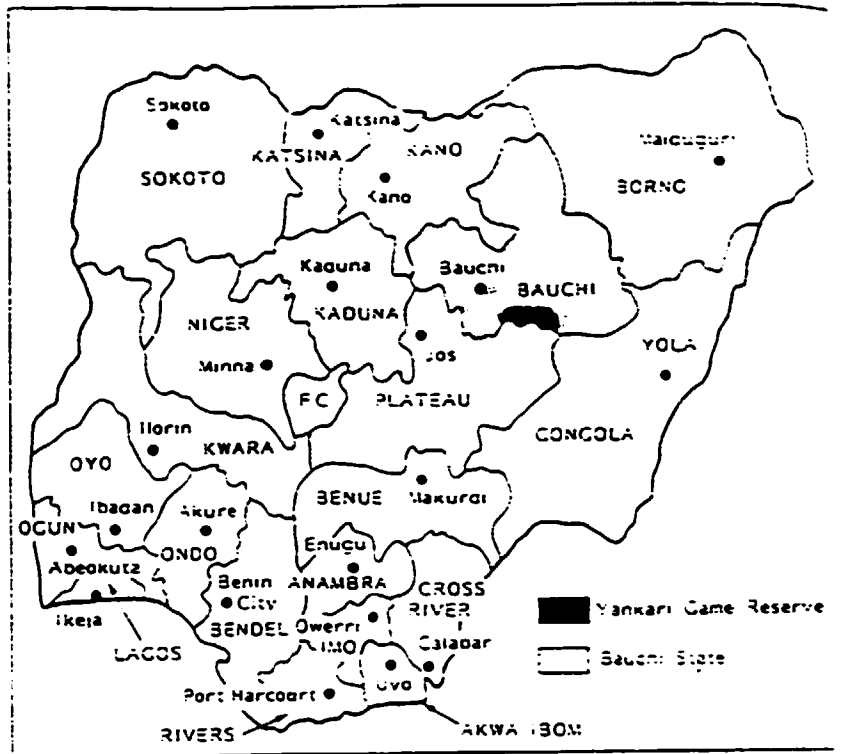 Sokoto
Katsina
KATSINA
KANO
Maiduguri
SOKOTO
Kano
BORNO
Kaduna
Bauchi
BAUCHI
NIGER
KADUNA
Jos
YOLA
Minna
F C
PLATEAU
Ilorin
KWARA
GONGOLA
OYO
BENUE
Makurdi
Ibadan
Akure
OGUN
Enugu
ONDO
Abeokuta
Benin
City
ANAMBRA
CROSS
RIVER
Ikeja
BENDEL
Owerri
IMO
Calabar
LAGOS
Uyo
Port Harcourt
RIVERS
AKWA IBOM
Yankari Game Reserve
Bauchi State